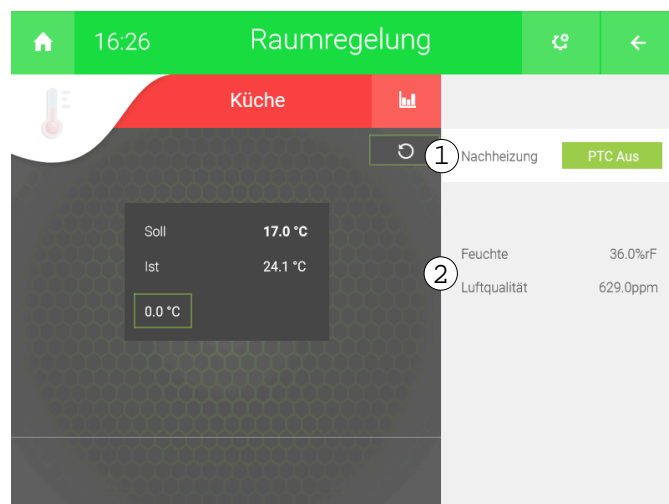 16:26 Raumregelung
Küche
1 Nachheizung PTC Aus
Soll 17.0 °C
Ist 24.1 °C
0.0 °C
2
Feuchte 36.0%rF
Luftqualität 629.0ppm